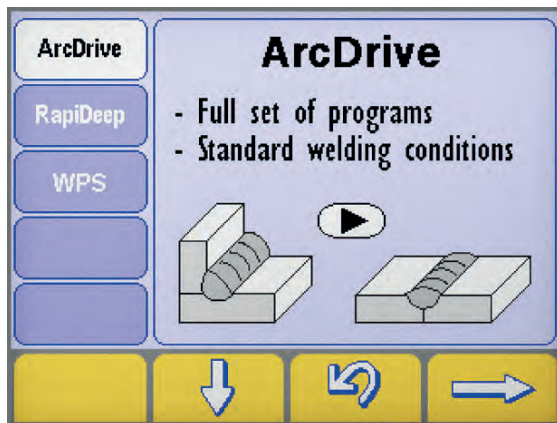 ArcDrive
RapiDeep
WPS
ArcDrive
- Full set of programs
- Standard welding conditions